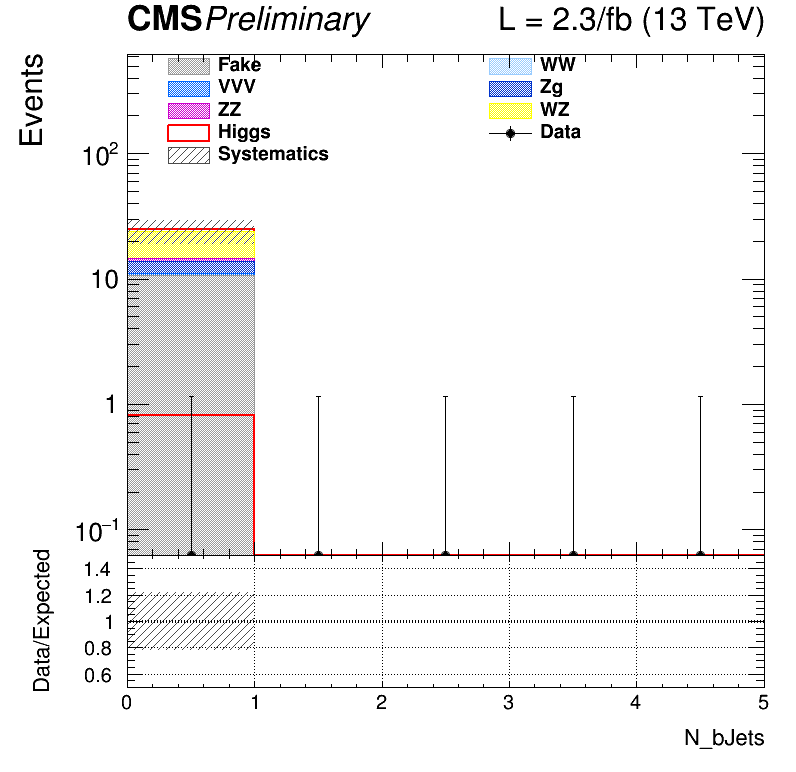 CMS Preliminary L = 2.3/fb (13 TeV)
Events
Fake WW
VVV Zg
ZZ WZ
Higgs Data
Systematics
10²
10
1
10⁻¹
Data/Expected
1.4
1.2
1
0.8
0.6
0 1 2 3 4 5
N_bJets